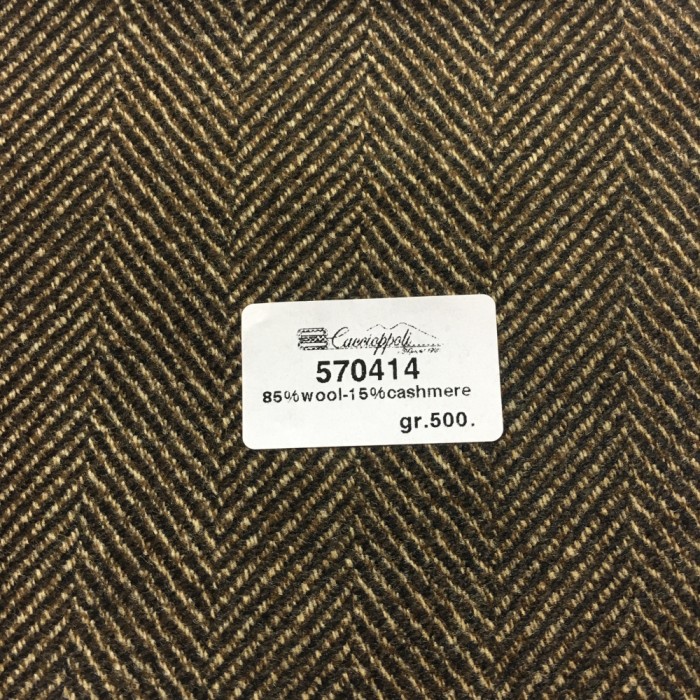 Caccioppoli
570414
85%wool-15%cashmere
gr.500.